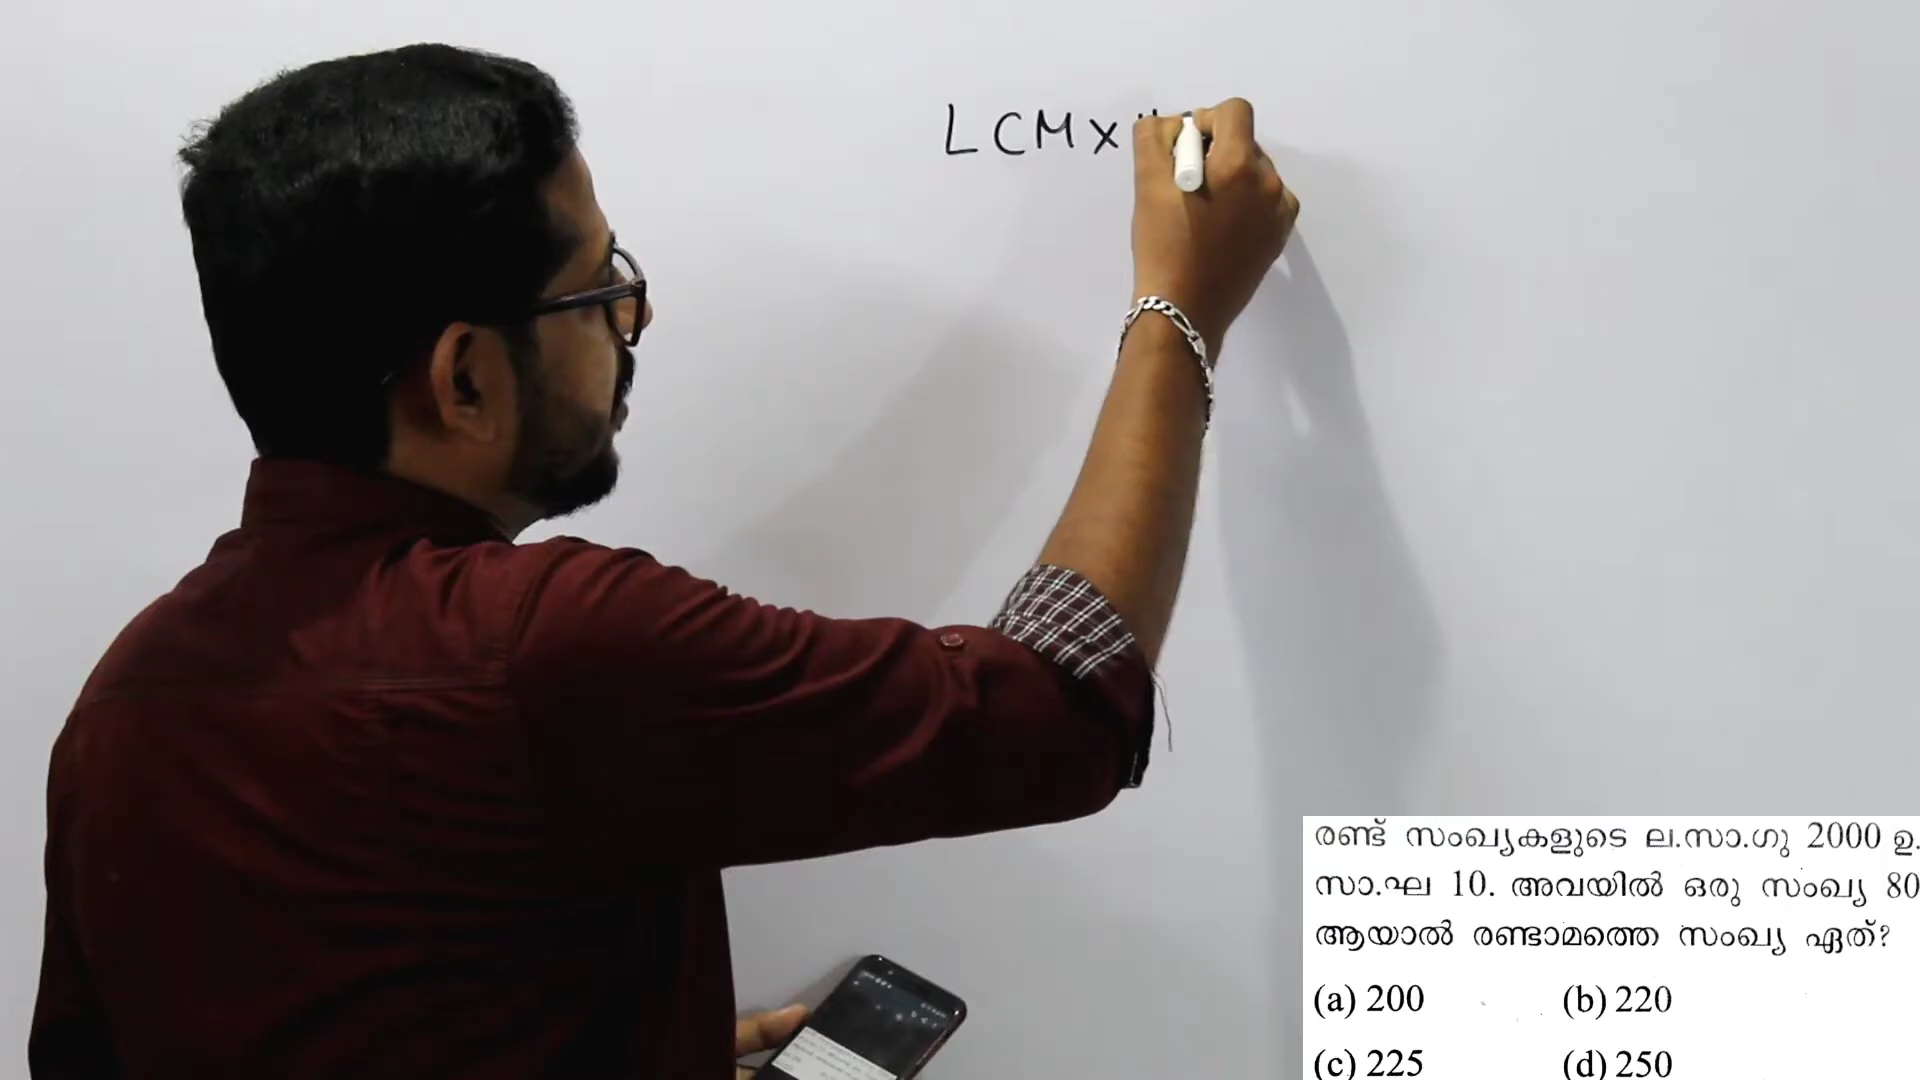 LCM×
രണ്ട് സംഖ്യകളുടെ ല.സാ.ഗു 2000 ഉ.
സാ.ഘ 10. അവയിൽ ഒരു സംഖ്യ 80
ആയാൽ രണ്ടാമത്തെ സംഖ്യ ഏത്?
(a) 200 (b) 220
(c) 225 (d) 250